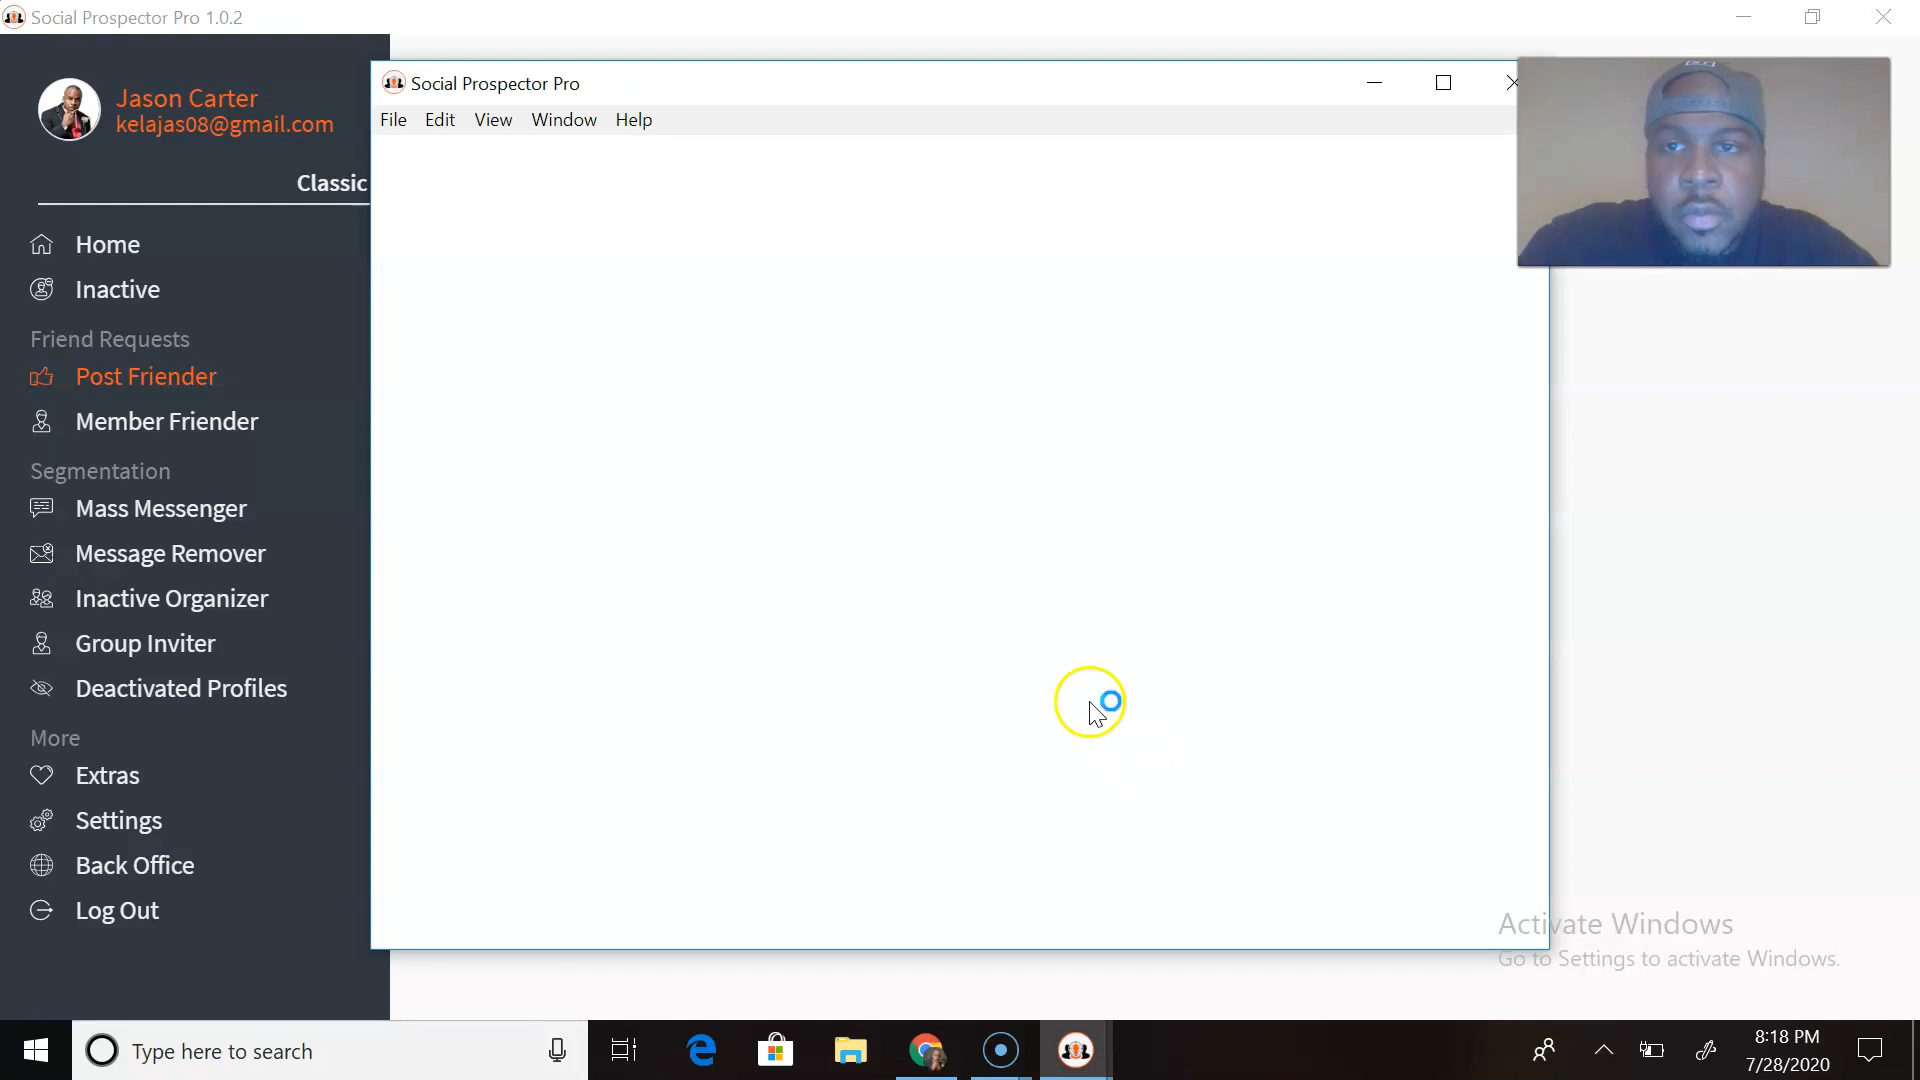 Social Prospector Pro 1.0.2
Jason Carter
kelajas08@gmail.com
Classic
Home
Inactive
Friend Requests
Post Friender
Member Friender
Segmentation
Mass Messenger
Message Remover
Inactive Organizer
Group Inviter
Deactivated Profiles
More
Extras
Settings
Back Office
Log Out
Social Prospector Pro
File Edit View Window Help
Activate Windows
Go to Settings to activate Windows.
Type here to search
8:18 PM
7/28/2020